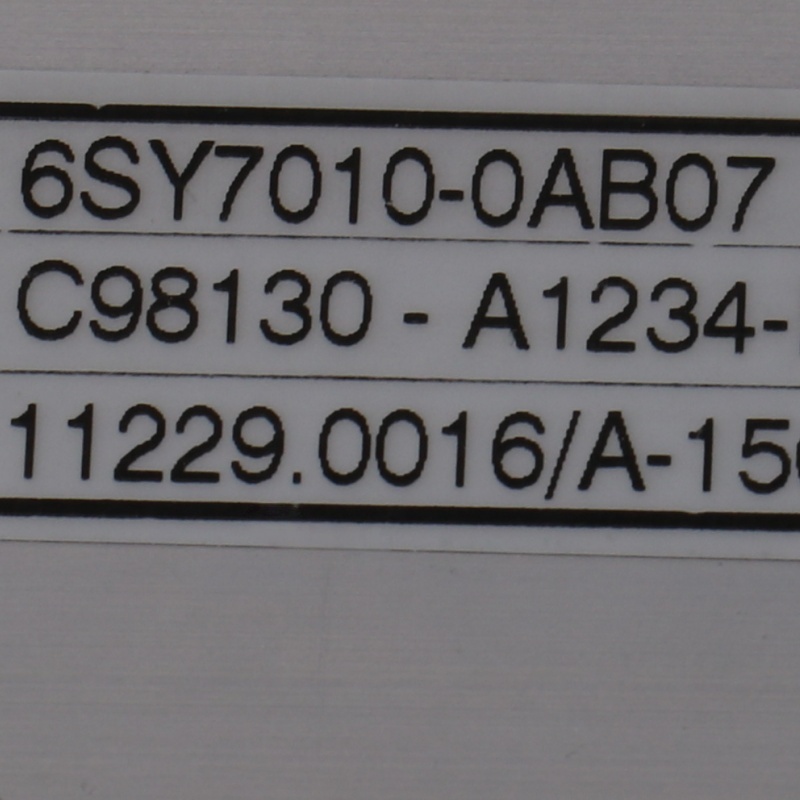 6SY7010-0AB07
C98130 - A1234-
11229.0016/A-15